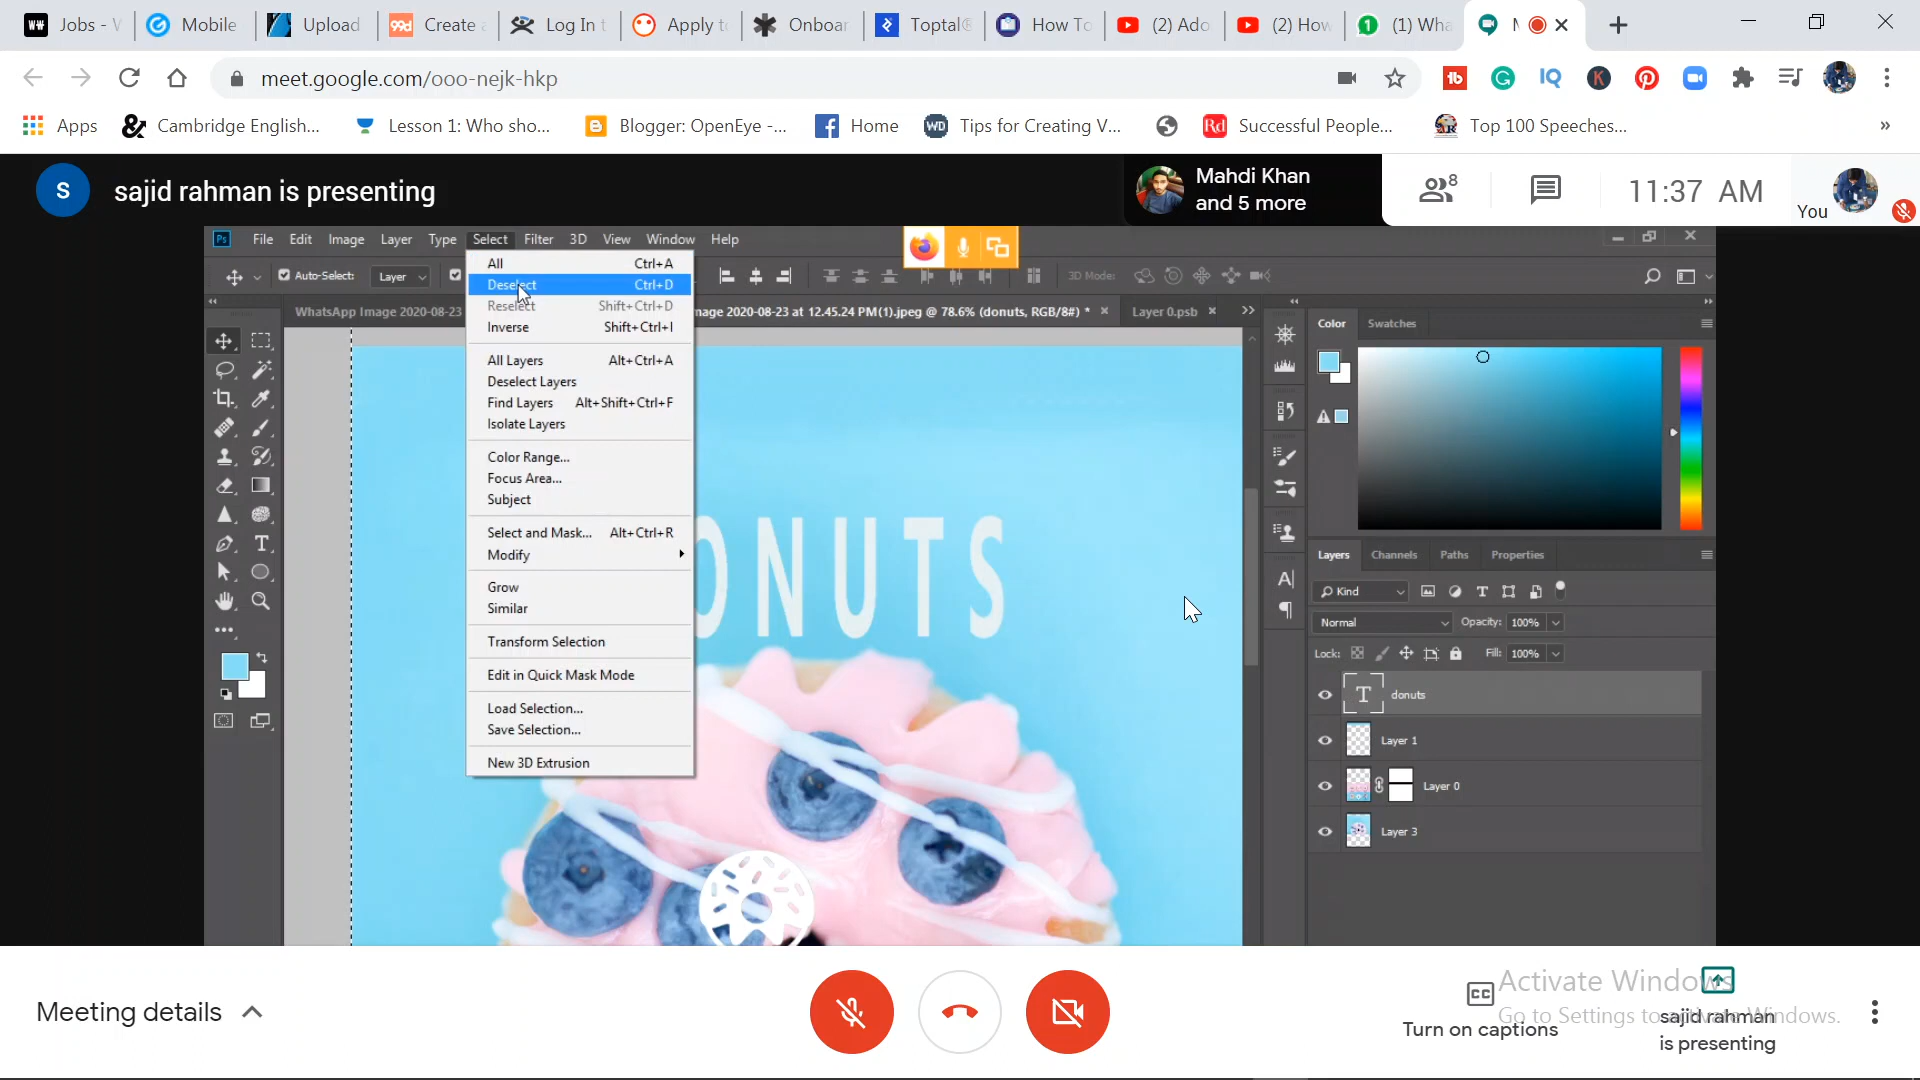 Jobs - W
Mobile
Upload
99d Create a
Log In t
Apply to
Onboar
Toptal®
How To
(2) Ado
(2) How
1 (1) Wha
meet.google.com/ooo-nejk-hkp
Apps
Cambridge English...
Lesson 1: Who sho...
Blogger: OpenEye -...
Home
WD Tips for Creating V...
Rd Successful People...
Top 100 Speeches...
S sajid rahman is presenting
Mahdi Khan
and 5 more
8
11:37 AM
You
Ps File Edit Image Layer Type Select Filter 3D View Window Help
Auto-Select: Layer
3D Mode:
All Ctrl+A
Deselect Ctrl+D
Reselect Shift+Ctrl+D
Inverse Shift+Ctrl+I
All Layers Alt+Ctrl+A
Deselect Layers
Find Layers Alt+Shift+Ctrl+F
Isolate Layers
Color Range...
Focus Area...
Subject
Select and Mask... Alt+Ctrl+R
Modify
Grow
Similar
Transform Selection
Edit in Quick Mask Mode
Load Selection...
Save Selection...
New 3D Extrusion
WhatsApp Image 2020-08-23
mage 2020-08-23 at 12.45.24 PM(1).jpeg @ 78.6% (donuts, RGB/8#) *
Layer 0.psb
ONUTS
Color Swatches
Layers Channels Paths Properties
Kind
Normal Opacity: 100%
Lock: Fill: 100%
donuts
Layer 1
Layer 0
Layer 3
Meeting details
Turn on captions
sajid rahman
is presenting
Activate Windows
Go to Settings to activate Windows.